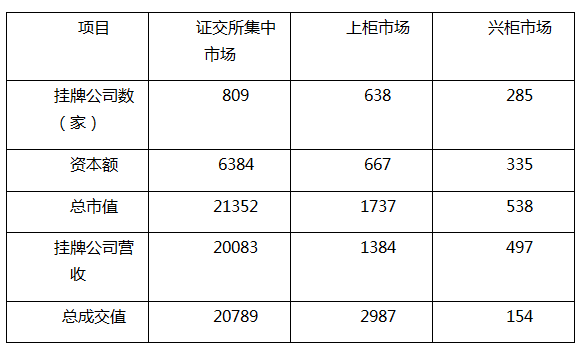 项目 证交所集中市场 上柜市场 兴柜市场
挂牌公司数（家） 809 638 285
资本额 6384 667 335
总市值 21352 1737 538
挂牌公司营收 20083 1384 497
总成交值 20789 2987 154